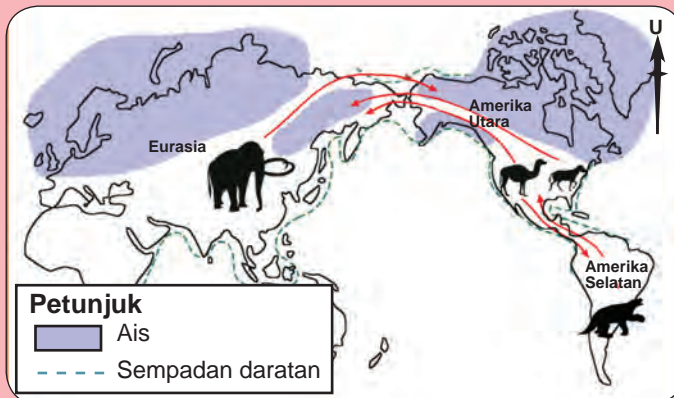 U
Amerika
Utara
Eurasia
Amerika
Selatan
Petunjuk
Ais
Sempadan daratan